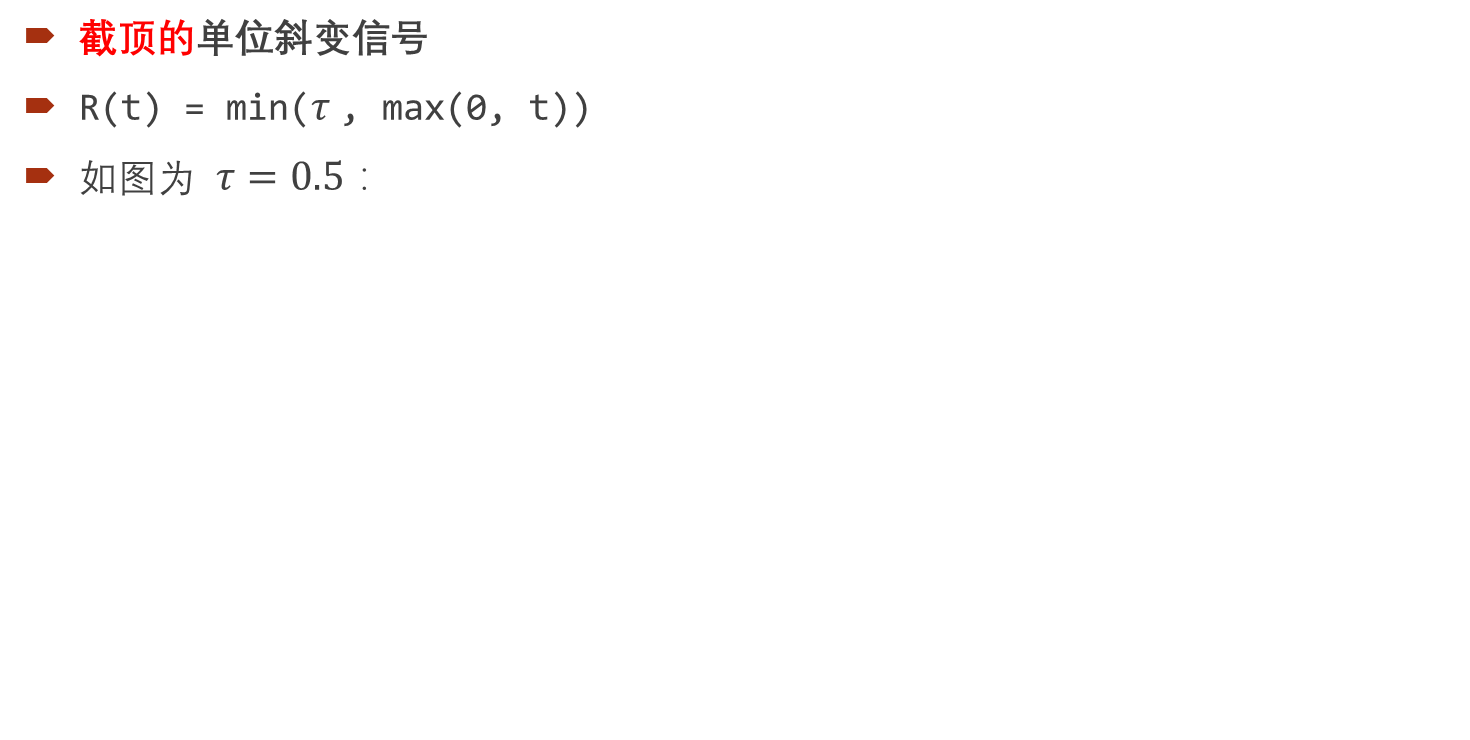 截顶的单位斜变信号
R(t) = min(τ , max(0, t))
如图为 τ = 0.5：